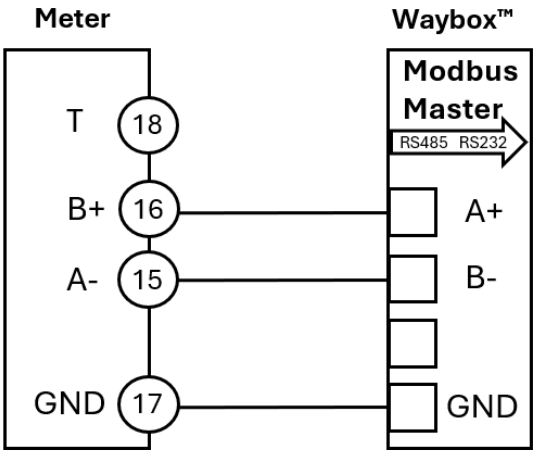 Meter
Waybox™
Modbus
Master
RS485 RS232
T 18
B+ 16
A+
A- 15
B-
GND 17
GND